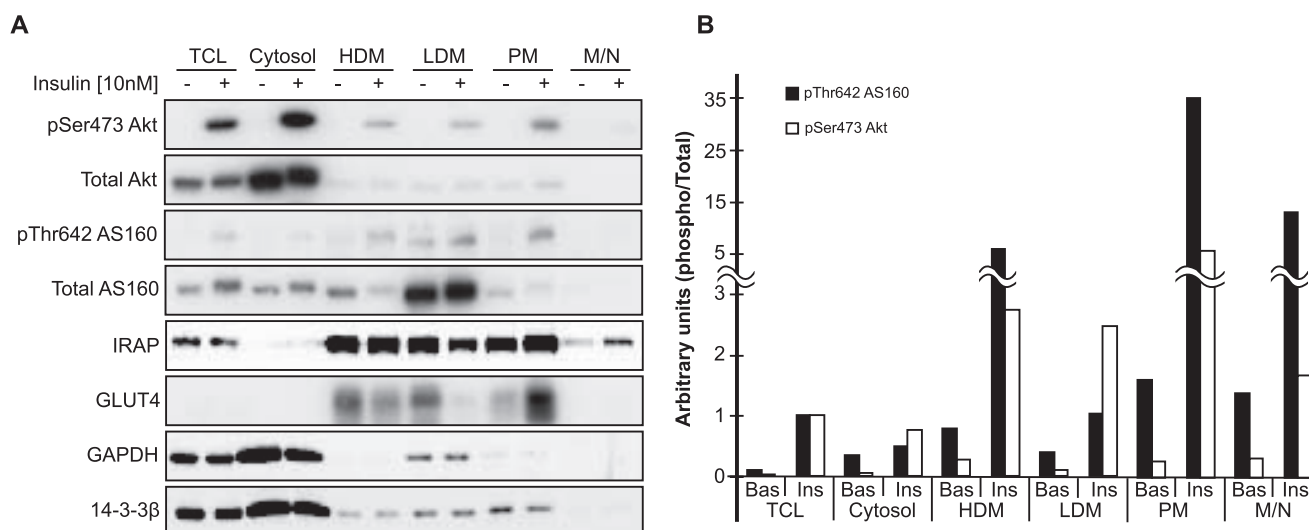 A
TCL Cytosol HDM LDM PM M/N
Insulin [10nM] - + - + - + - + - + - +
pSer473 Akt
Total Akt
pThr642 AS160
Total AS160
IRAP
GLUT4
GAPDH
14-3-3β
B
pThr642 AS160
pSer473 Akt
Arbitrary units (phospho/Total)
35
25
15
5
3
2
1
0
Bas Ins Bas Ins Bas Ins Bas Ins Bas Ins Bas Ins
TCL Cytosol HDM LDM PM M/N